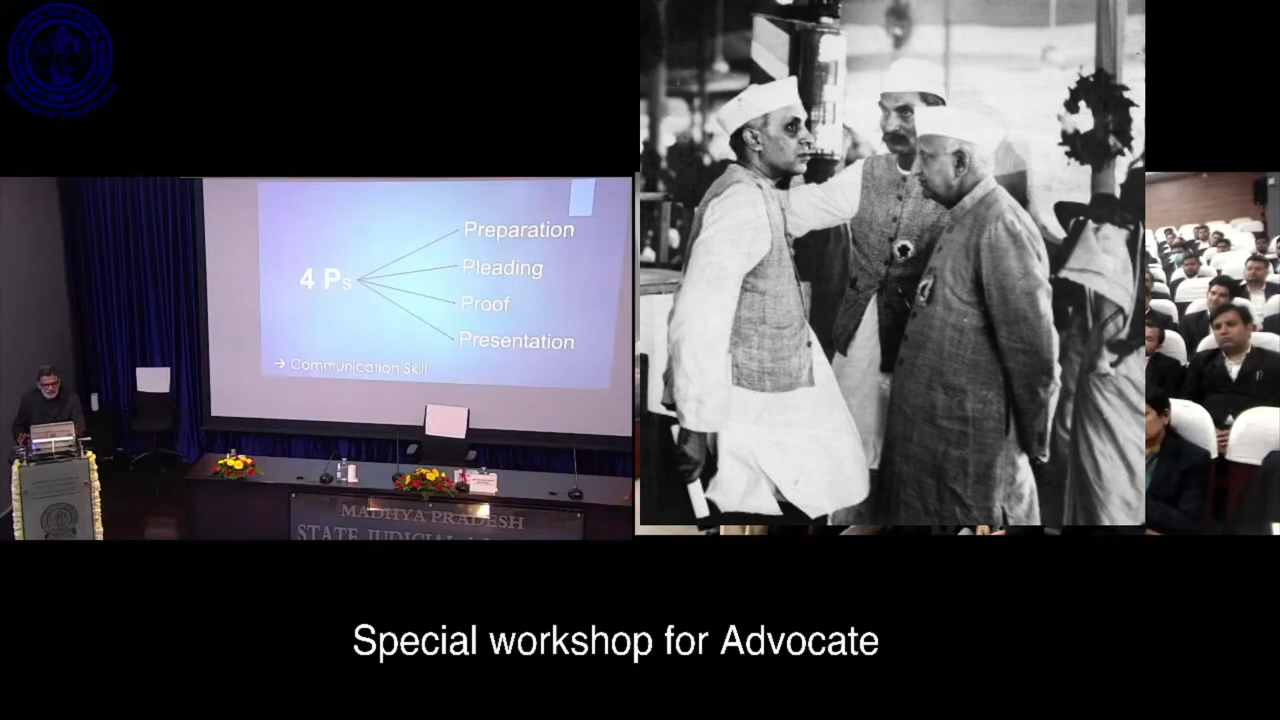 4 Ps
Preparation
Pleading
Proof
Presentation
→ Communication Skill
MADHYA PRADESH
STATE JUDICIAL
Special workshop for Advocate